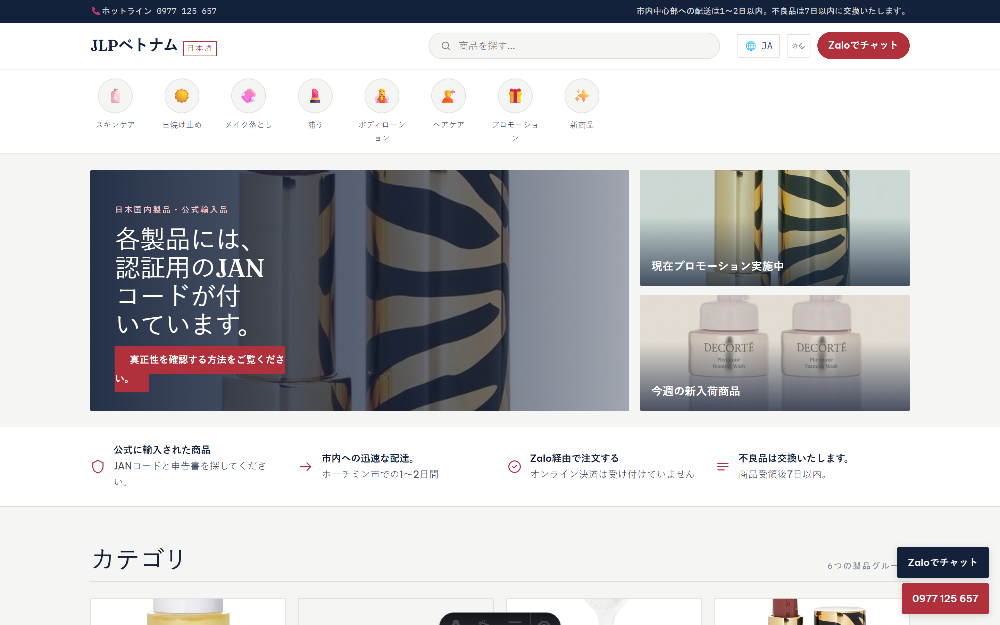 ホットライン 0977 125 657
市内中心部への配送は1〜2日以内。不良品は7日以内に交換いたします。
JLPベトナム
日本酒
商品を探す...
JA
Zaloでチャット
スキンケア
日焼け止め
メイク落とし
補う
ボディローシ
ョン
ヘアケア
プロモーショ
ン
新商品
日本国内製品・公式輸入品
各製品には、
認証用のJAN
コードが付
いています。
真正性を確認する方法をご覧くださ
い。
現在プロモーション実施中
DECORTÉ
Phytotune
Foaming Wash
DECORTÉ
Phytotune
Foaming Wash
今週の新入荷商品
公式に輸入された商品
JANコードと申告書を探してくださ
い。
市内への迅速な配達。
ホーチミン市での1〜2日間
Zalo経由で注文する
オンライン決済は受け付けていません
不良品は交換いたします。
商品受領後7日以内。
カテゴリ
6つの製品グルー
Zaloでチャット
0977 125 657